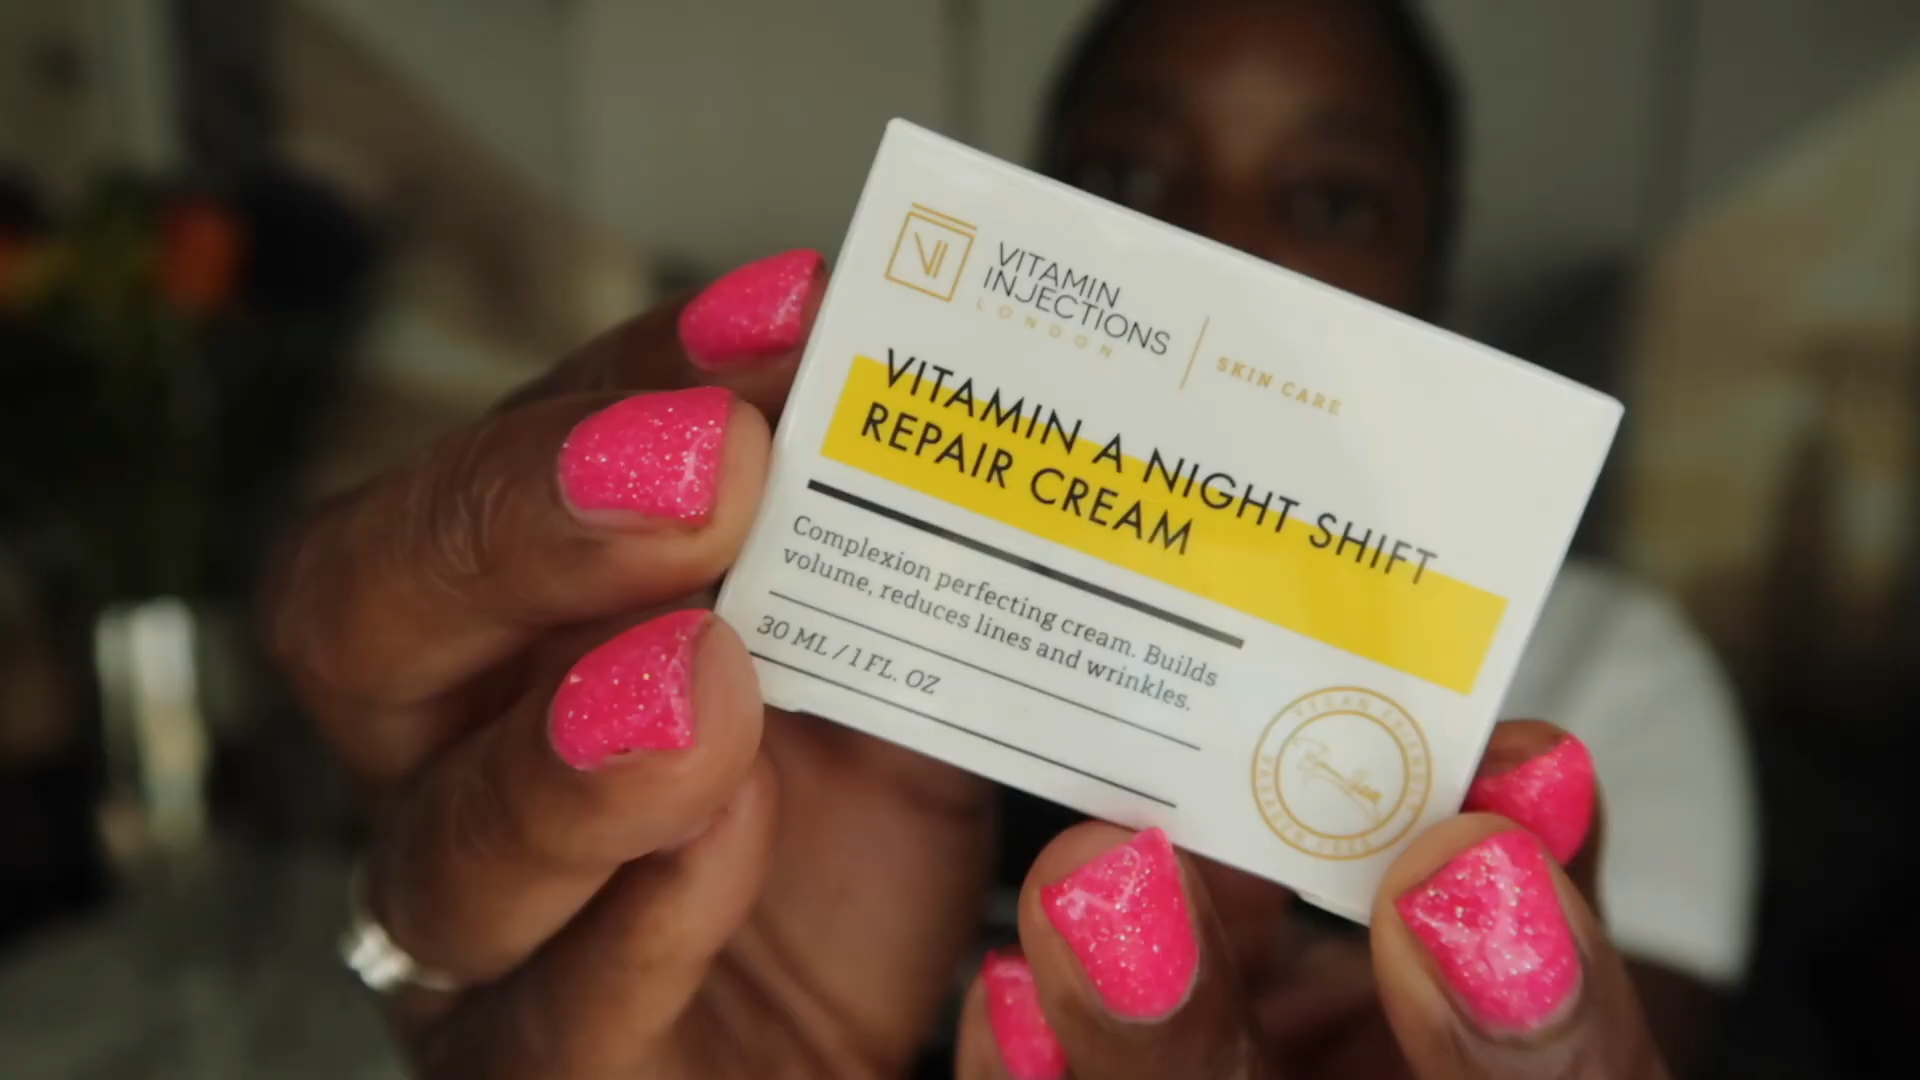 VI
VITAMIN
INJECTIONS
LONDON
SKIN CARE
VITAMIN A NIGHT SHIFT
REPAIR CREAM
Complexion perfecting cream. Builds
volume, reduces lines and wrinkles.
30 ML / 1 FL. OZ
VEGAN